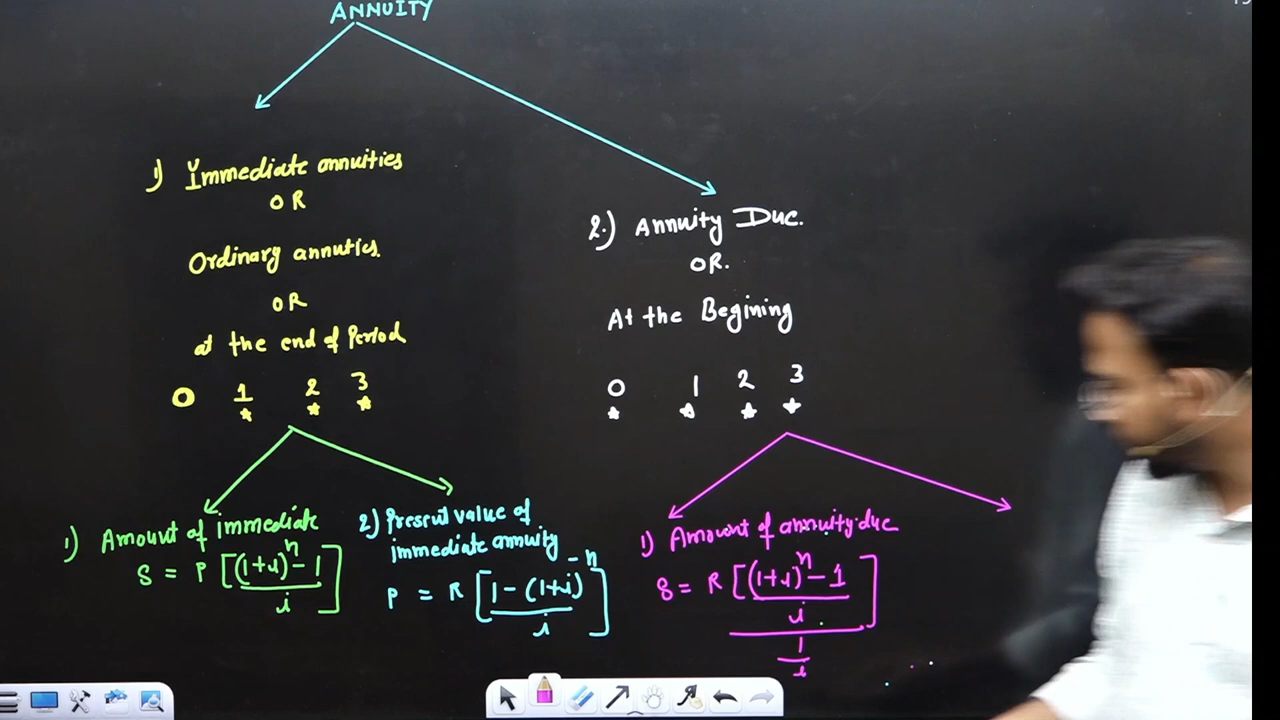 ANNUITY
1) Immediate annuities
OR
Ordinary annuties.
OR
at the end of Period
0 1 2 3
* * *
2.) Annuity Due.
OR.
At the Begining
0 1 2 3
* * * *
1) Amount of immediate
S = P [(1+i)^n - 1 / i]
2) Present value of
immediate annuity
P = R [1 - (1+i)^-n / i]
1) Amount of annuity due
S = R [(1+i)^n - 1 / i]
1
i